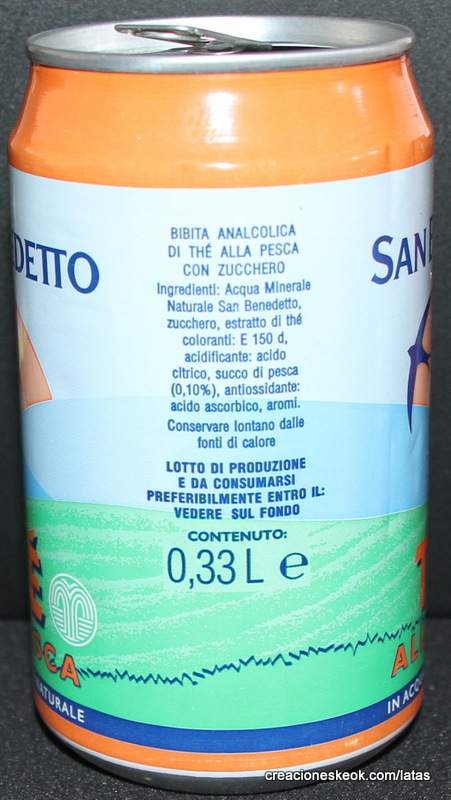 BIBITA ANALCOLICA
DI THÉ ALLA PESCA
CON ZUCCHERO
Ingredienti: Acqua Minerale
Naturale San Benedetto,
zucchero, estratto di thé
coloranti: E 150 d,
acidificante: acido
citrico, succo di pesca
(0,10%), antiossidante:
acido ascorbico, aromi.
Conservare lontano dalle
fonti di calore
LOTTO DI PRODUZIONE
E DA CONSUMARSI
PREFERIBILMENTE ENTRO IL:
VEDERE SUL FONDO
CONTENUTO:
0,33 L e
DETTO
SAN
NATURALE
IN ACQ
creacioneskeok.com/latas